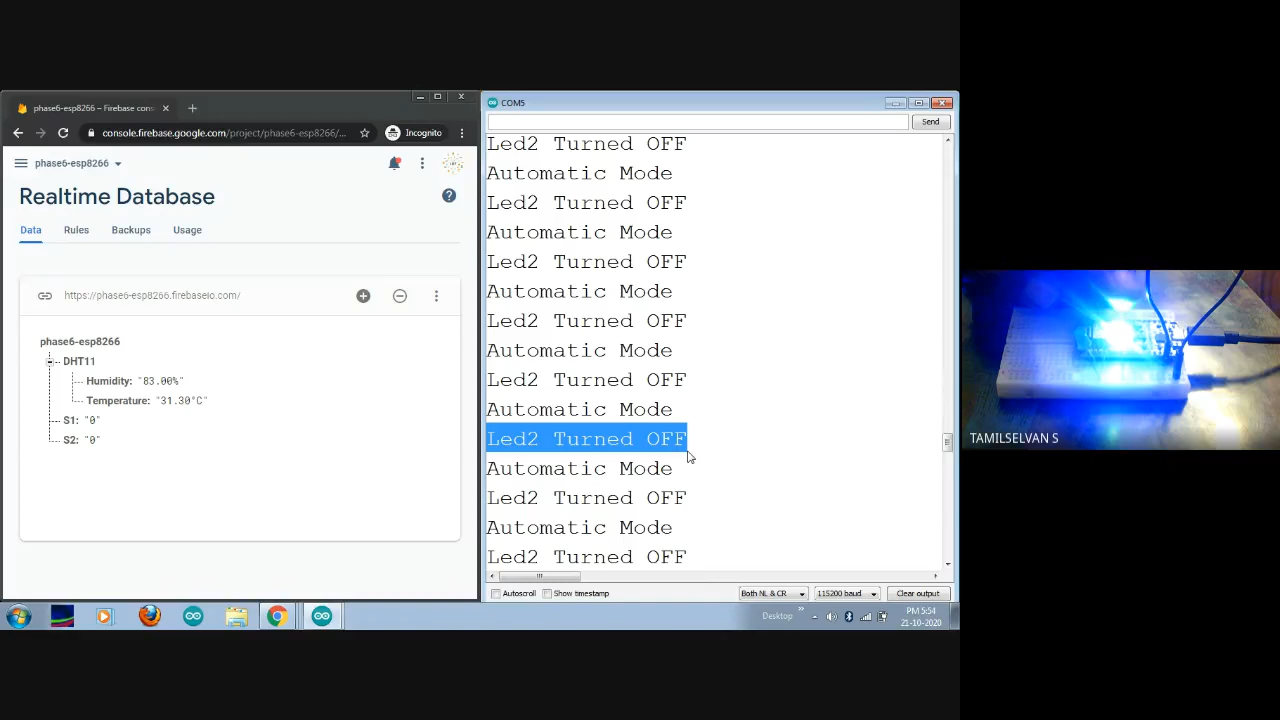 phase6-esp8266 – Firebase cons
console.firebase.google.com/project/phase6-esp8266/...
Incognito
phase6-esp8266
Realtime Database
Data
Rules
Backups
Usage
https://phase6-esp8266.firebaseio.com/
phase6-esp8266
DHT11
Humidity: "83.00%"
Temperature: "31.30°C"
S1: "0"
S2: "0"
COM5
Send
Led2 Turned OFF
Automatic Mode
Led2 Turned OFF
Automatic Mode
Led2 Turned OFF
Automatic Mode
Led2 Turned OFF
Automatic Mode
Led2 Turned OFF
Automatic Mode
Led2 Turned OFF
Automatic Mode
Led2 Turned OFF
Automatic Mode
Led2 Turned OFF
Autoscroll
Show timestamp
Both NL & CR
115200 baud
Clear output
Desktop
PM 5:54
21-10-2020
TAMILSELVAN S